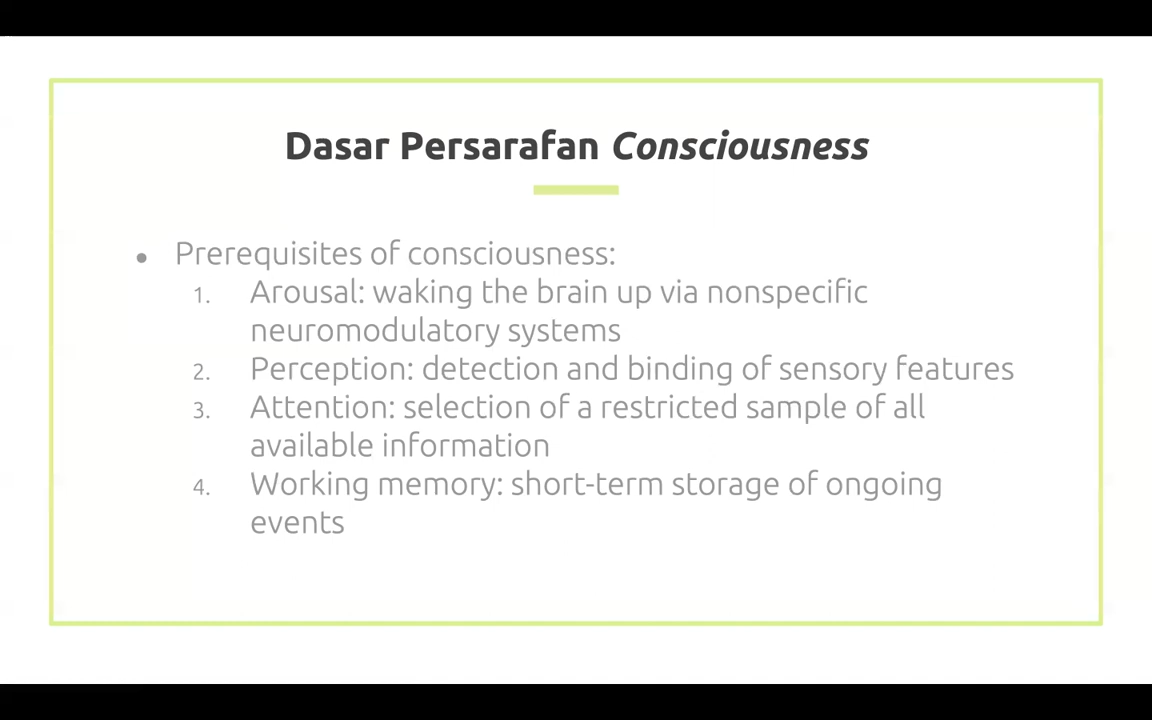 Dasar Persarafan Consciousness
● Prerequisites of consciousness:
1. Arousal: waking the brain up via nonspecific
neuromodulatory systems
2. Perception: detection and binding of sensory features
3. Attention: selection of a restricted sample of all
available information
4. Working memory: short-term storage of ongoing
events